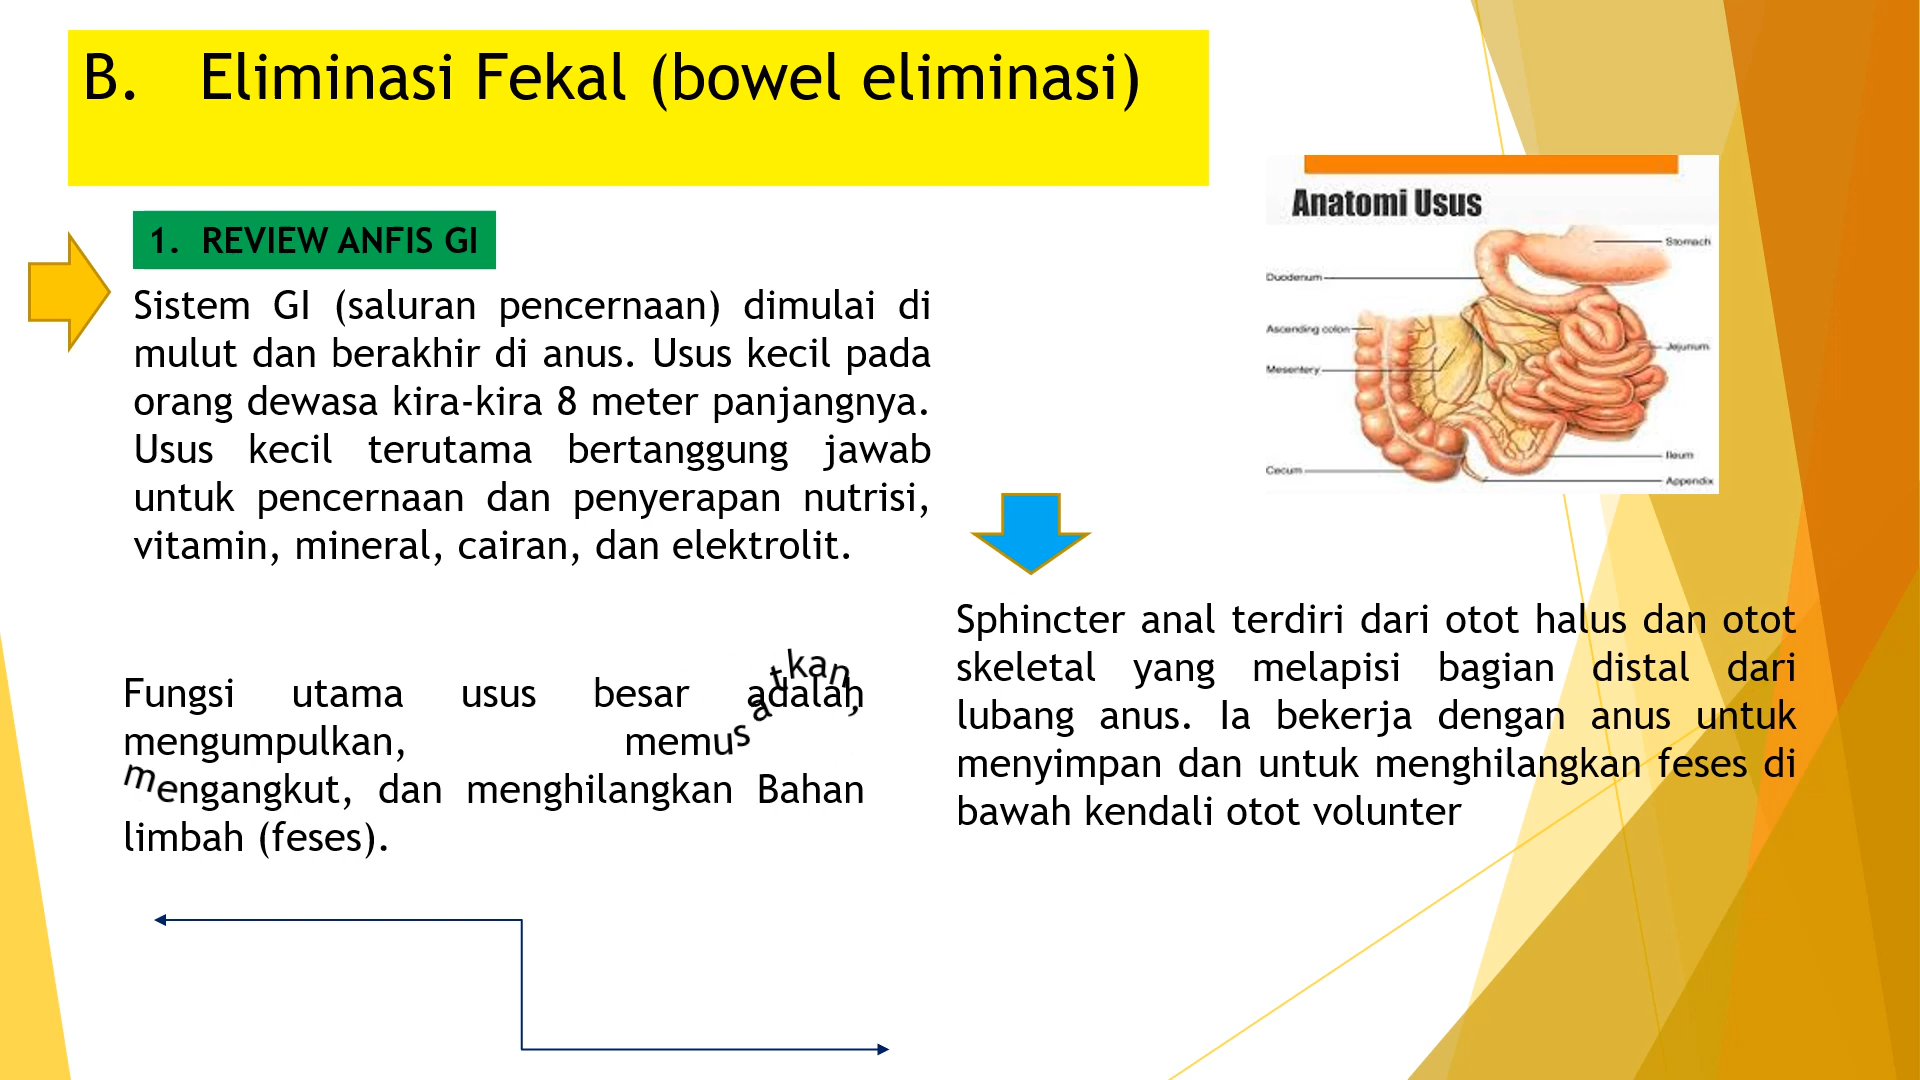 B. Eliminasi Fekal (bowel eliminasi)
1. REVIEW ANFIS GI
Sistem GI (saluran pencernaan) dimulai di
mulut dan berakhir di anus. Usus kecil pada
orang dewasa kira-kira 8 meter panjangnya.
Usus kecil terutama bertanggung jawab
untuk pencernaan dan penyerapan nutrisi,
vitamin, mineral, cairan, dan elektrolit.
Fungsi utama usus besar adalah
mengumpulkan, memusatkan,
mengangkut, dan menghilangkan Bahan
limbah (feses).
Anatomi Usus
Stomach
Duodenum
Ascending colon
Jejunum
Mesentery
Ileum
Cecum
Appendix
Sphincter anal terdiri dari otot halus dan otot
skeletal yang melapisi bagian distal dari
lubang anus. Ia bekerja dengan anus untuk
menyimpan dan untuk menghilangkan feses di
bawah kendali otot volunter